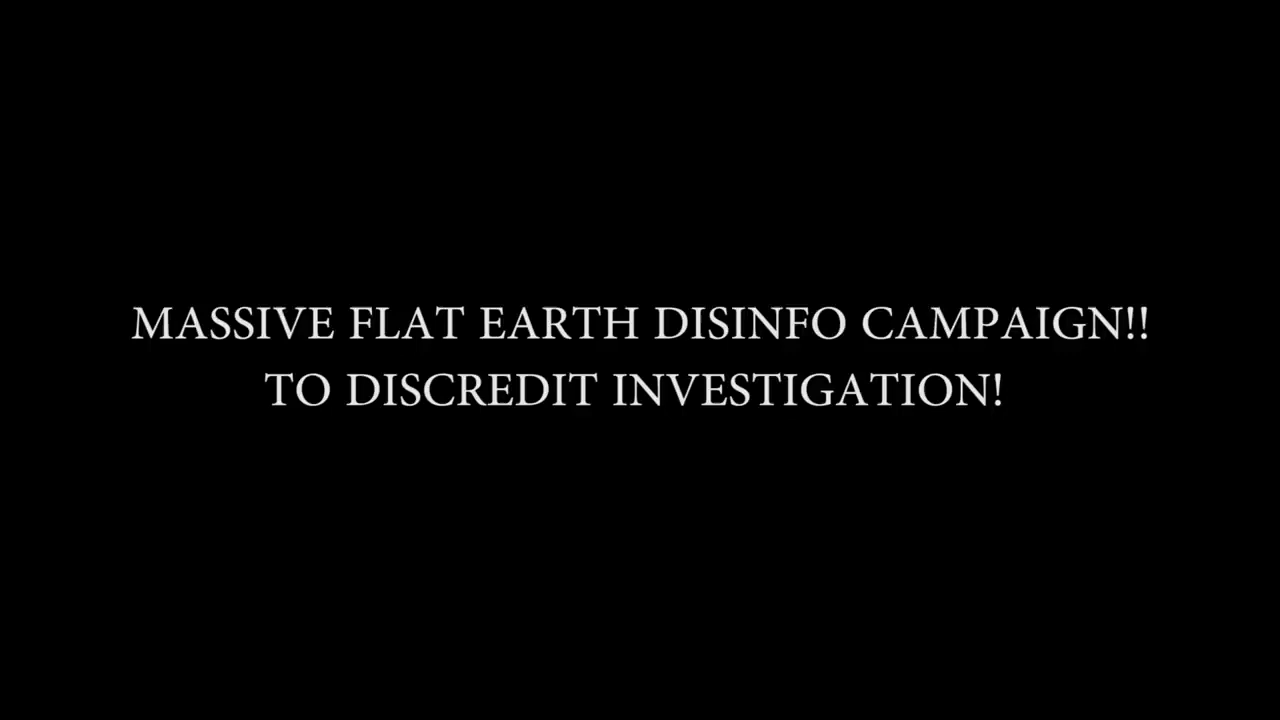 MASSIVE FLAT EARTH DISINFO CAMPAIGN!!
TO DISCREDIT INVESTIGATION!